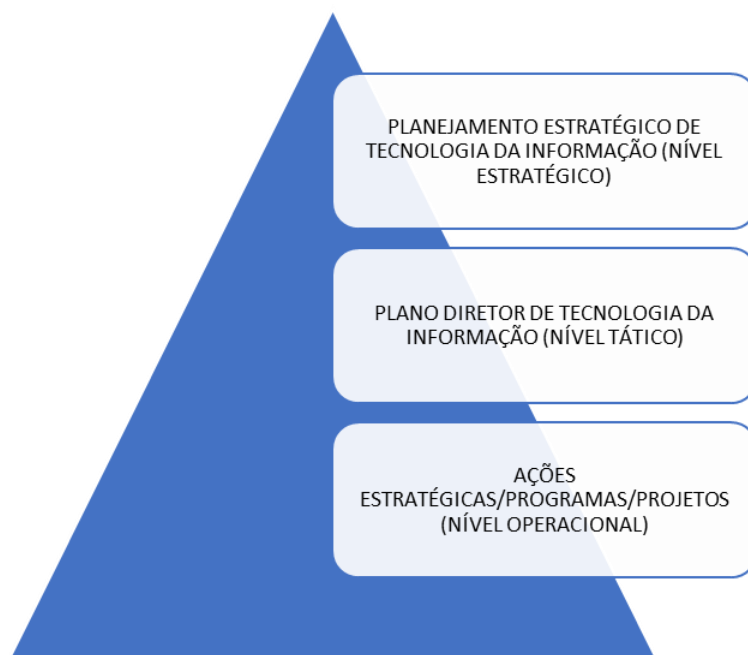 PLANEJAMENTO ESTRATÉGICO DE
TECNOLOGIA DA INFORMAÇÃO (NÍVEL
ESTRATÉGICO)
PLANO DIRETOR DE TECNOLOGIA DA
INFORMAÇÃO (NÍVEL TÁTICO)
AÇÕES
ESTRATÉGICAS/PROGRAMAS/PROJETOS
(NÍVEL OPERACIONAL)